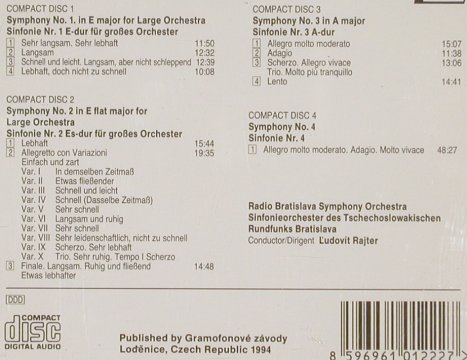 COMPACT DISC 1
Symphony No. 1. in E major for Large Orchestra
Sinfonie Nr. 1 E-dur für großes Orchester
1 Sehr langsam. Sehr lebhaft 11:50
2 Langsam 12:32
3 Schnell und leicht. Langsam, aber nicht schleppend 12:39
4 Lebhaft, doch nicht zu schnell 10:08
COMPACT DISC 2
Symphony No. 2 in E flat major for
Large Orchestra
Sinfonie Nr. 2 Es-dur für großes Orchester
1 Lebhaft 15:44
2 Allegretto con Variazioni 19:35
Einfach und zart
Var. I In demselben Zeitmaß
Var. II Etwas fließender
Var. III Schnell und leicht
Var. IV Schnell (Dasselbe Zeitmaß)
Var. V Sehr schnell
Var. VI Langsam und ruhig
Var. VII Sehr schnell
Var. VIII Sehr leidenschaftlich, nicht zu schnell
Var. IX Scherzo. Sehr lebhaft
Var. X Trio. Sehr ruhig. Tempo I Scherzo
3 Finale. Langsam. Ruhig und fließend 14:48
Etwas lebhafter
DDD
COMPACT
disc
DIGITAL AUDIO
COMPACT DISC 3
Symphony No. 3 in A major
Sinfonie Nr. 3 A-dur
1 Allegro molto moderato 15:07
2 Adagio 11:38
3 Scherzo. Allegro vivace 13:06
Trio. Molto più tranquillo
4 Lento 14:41
COMPACT DISC 4
Symphony No. 4
Sinfonie Nr. 4
1 Allegro molto moderato. Adagio. Molto vivace 48:27
Radio Bratislava Symphony Orchestra
Sinfonieorchester des Tschechoslowakischen
Rundfunks Bratislava
Conductor/Dirigent Ľudovít Rajter
Published by Gramofonové závody
Loděnice, Czech Republic 1994
8 596961 012222